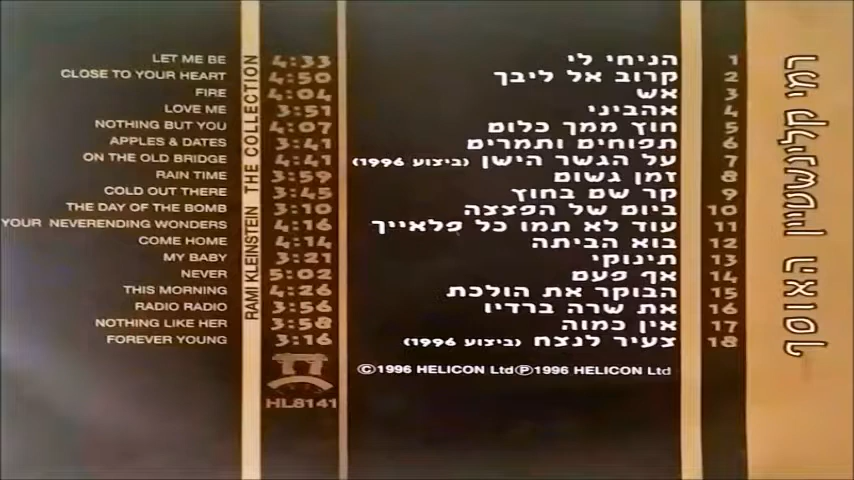 רמי קלינשטיין האוסף
1 הניחי לי 4:33 LET ME BE
2 קרוב אל ליבך 4:50 CLOSE TO YOUR HEART
3 אש 4:04 FIRE
4 אהביני 3:51 LOVE ME
5 חוץ ממך כלום 4:07 NOTHING BUT YOU
6 תפוחים ותמרים 3:41 APPLES & DATES
7 על הגשר הישן (ביצוע 1996) 4:41 ON THE OLD BRIDGE
8 זמן גשום 3:59 RAIN TIME
9 קר שם בחוץ 3:45 COLD OUT THERE
10 ביום של הפצצה 3:10 THE DAY OF THE BOMB
11 עוד לא תמו כל פלאייך 4:16 YOUR NEVERENDING WONDERS
12 בוא הביתה 4:14 COME HOME
13 תינוקי 3:21 MY BABY
14 אף פעם 5:02 NEVER
15 הבוקר את הולכת 4:26 THIS MORNING
16 את שרה ברדיו 3:56 RADIO RADIO
17 אין כמוה 3:58 NOTHING LIKE HER
18 צעיר לנצח (ביצוע 1996) 3:16 FOREVER YOUNG
©1996 HELICON Ltd℗1996 HELICON Ltd
HL8141
RAMI KLEINSTEIN THE COLLECTION